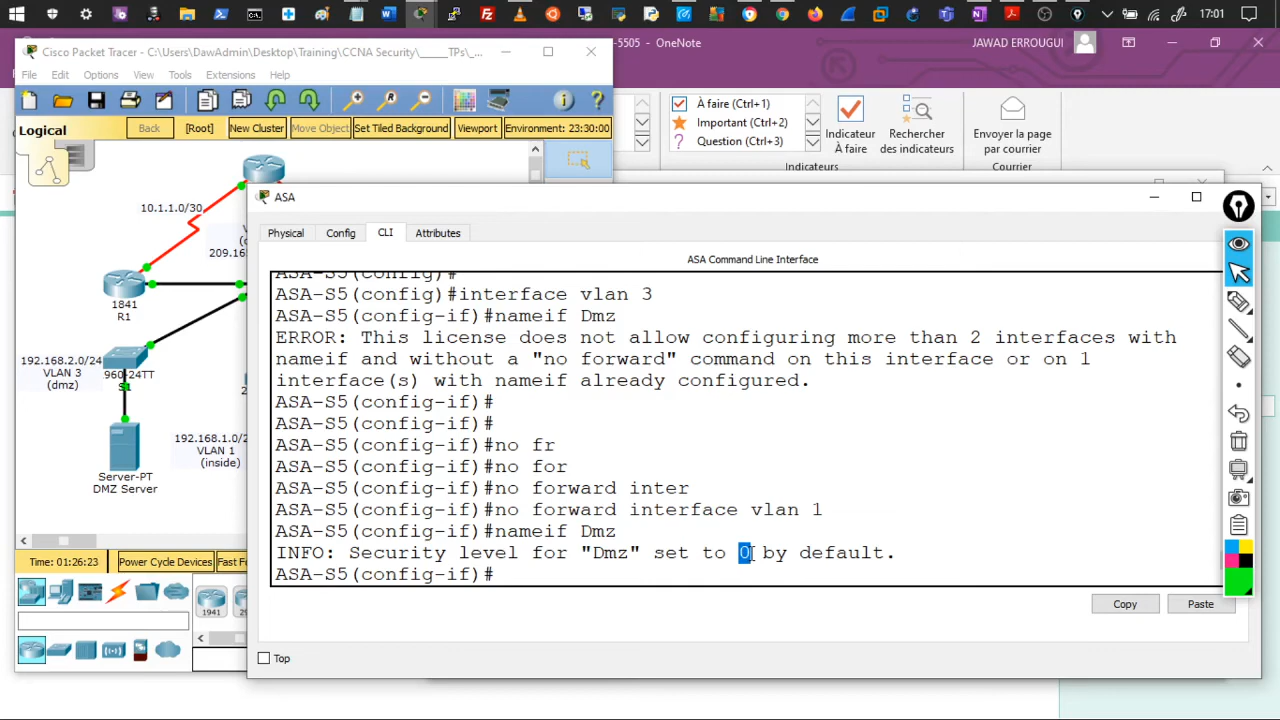 17:01
Cisco Packet Tracer - C:\Users\DawAdmin\Desktop\Training\CCNA Security\_____TPs\_...
-5505 - OneNote
JAWAD ERROUGUI
File Edit Options View Tools Extensions Help
À faire (Ctrl+1)
Important (Ctrl+2)
Question (Ctrl+3)
Indicateur
À faire
Rechercher
des indicateurs
Envoyer la page
par courrier
Indicateurs
Courrier
Logical
Back
[Root]
New Cluster
Move Object
Set Tiled Background
Viewport
Environment: 23:30:00
10.1.1.0/30
209.16
1841
R1
192.168.2.0/24
VLAN 3
(dmz)
960-24TT
Server-PT
DMZ Server
192.168.1.0/2
VLAN 1
(inside)
ASA
Physical
Config
CLI
Attributes
ASA Command Line Interface
ASA-S5(config)#
ASA-S5(config)#interface vlan 3
ASA-S5(config-if)#nameif Dmz
ERROR: This license does not allow configuring more than 2 interfaces with
nameif and without a "no forward" command on this interface or on 1
interface(s) with nameif already configured.
ASA-S5(config-if)#
ASA-S5(config-if)#
ASA-S5(config-if)#no fr
ASA-S5(config-if)#no for
ASA-S5(config-if)#no forward inter
ASA-S5(config-if)#no forward interface vlan 1
ASA-S5(config-if)#nameif Dmz
INFO: Security level for "Dmz" set to 0 by default.
ASA-S5(config-if)#
Copy
Paste
Top
Time: 01:26:23
Power Cycle Devices
Fast Fo
1941